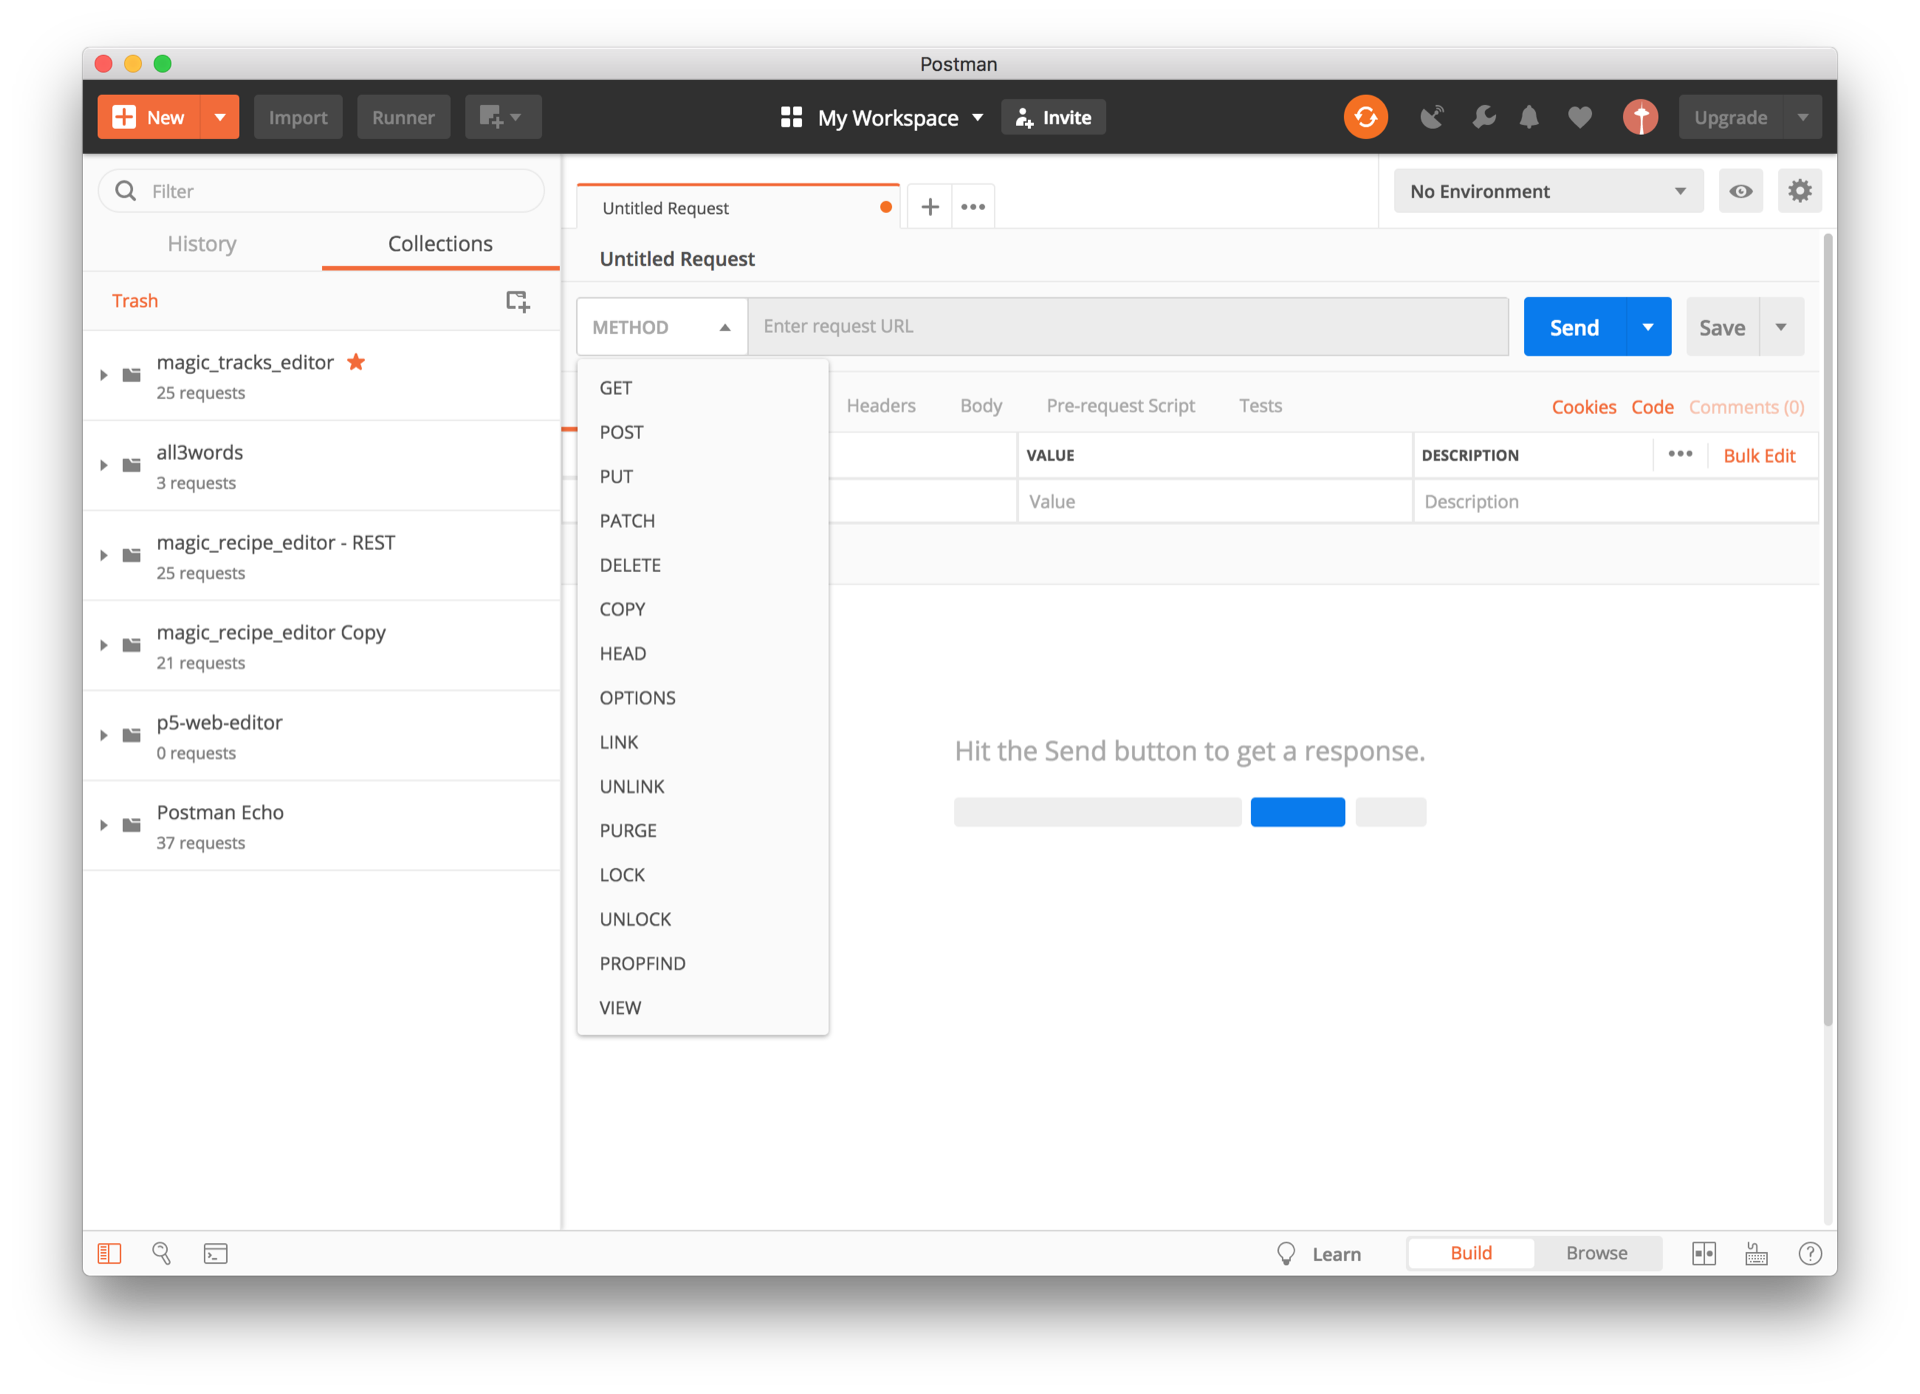 Postman
New
Import
Runner
My Workspace
Invite
Upgrade
Filter
History
Collections
Trash
magic_tracks_editor
25 requests
all3words
3 requests
magic_recipe_editor - REST
25 requests
magic_recipe_editor Copy
21 requests
p5-web-editor
0 requests
Postman Echo
37 requests
Untitled Request
No Environment
Untitled Request
METHOD
Enter request URL
Send
Save
GET
POST
PUT
PATCH
DELETE
COPY
HEAD
OPTIONS
LINK
UNLINK
PURGE
LOCK
UNLOCK
PROPFIND
VIEW
Headers
Body
Pre-request Script
Tests
Cookies
Code
Comments (0)
VALUE
DESCRIPTION
Bulk Edit
Value
Description
Hit the Send button to get a response.
Learn
Build
Browse